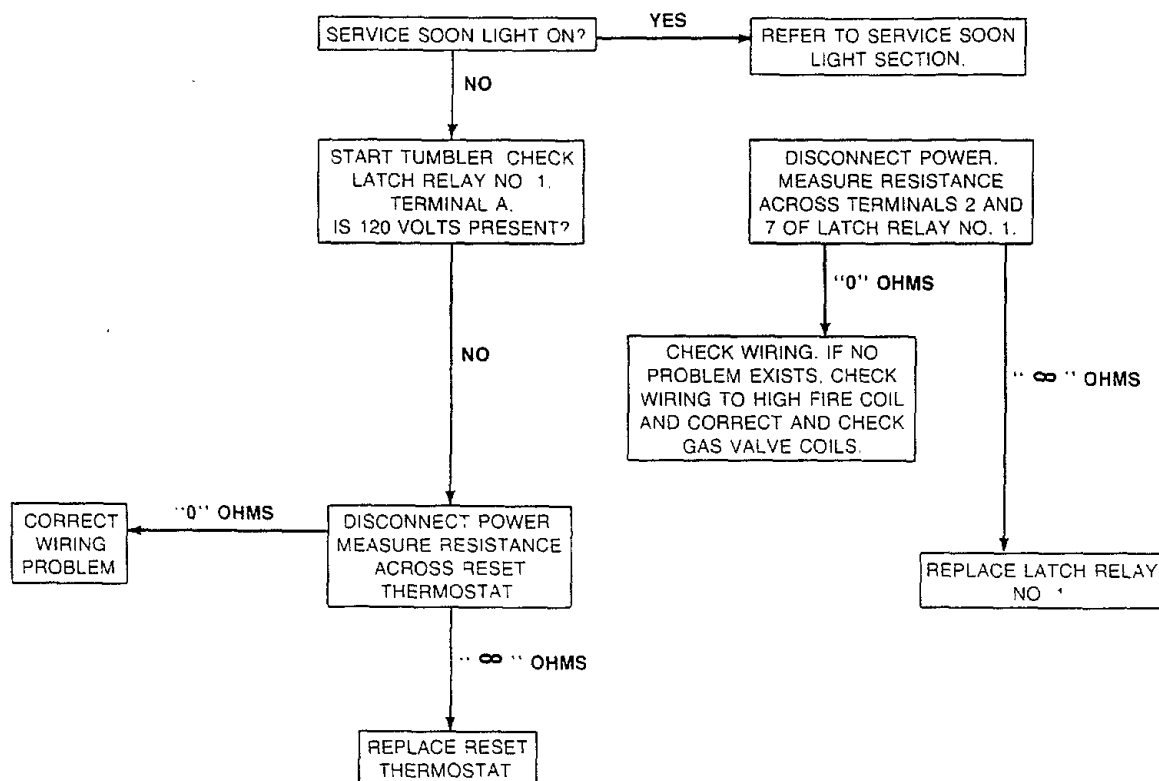 SERVICE SOON LIGHT ON?
YES
REFER TO SERVICE SOON
LIGHT SECTION.
NO
START TUMBLER CHECK
LATCH RELAY NO 1,
TERMINAL A.
IS 120 VOLTS PRESENT?
DISCONNECT POWER.
MEASURE RESISTANCE
ACROSS TERMINALS 2 AND
7 OF LATCH RELAY NO. 1.
"0" OHMS
CHECK WIRING. IF NO
PROBLEM EXISTS, CHECK
WIRING TO HIGH FIRE COIL
AND CORRECT AND CHECK
GAS VALVE COILS.
"∞" OHMS
NO
"0" OHMS
CORRECT
WIRING
PROBLEM
DISCONNECT POWER
MEASURE RESISTANCE
ACROSS RESET
THERMOSTAT
REPLACE LATCH RELAY
NO 1
"∞" OHMS
REPLACE RESET
THERMOSTAT